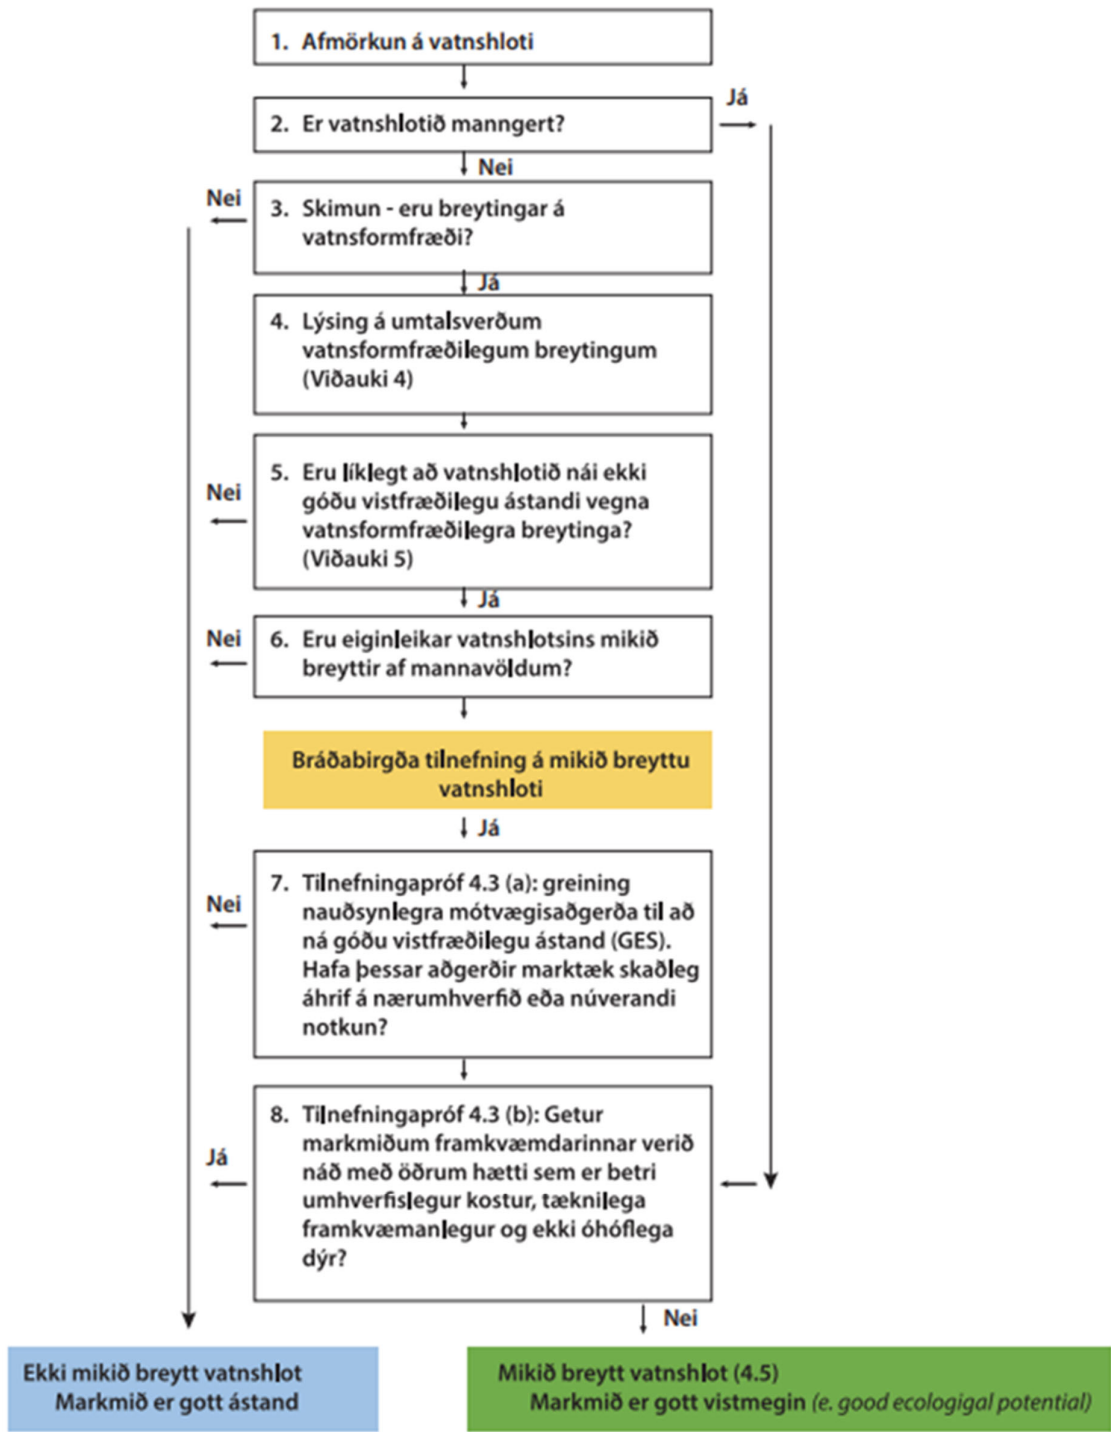 1. Afmörkun á vatnshloti
Já
2. Er vatnshlotið manngert?
Nei
Nei
3. Skimun - eru breytingar á
vatnsformfræði?
Já
4. Lýsing á umtalsverðum
vatnsformfræðilegum breytingum
(Viðauki 4)
5. Eru líklegt að vatnshlotið nái ekki
góðu vistfræðilegu ástandi vegna
vatnsformfræðilegra breytinga?
(Viðauki 5)
Nei
Já
6. Eru eiginleikar vatnshlotsins mikið
breyttir af mannavöldum?
Nei
Bráðabirgða tilnefning á mikið breyttu
vatnshloti
Já
7. Tilnefningapróf 4.3 (a): greining
nauðsynlegra mótvægisaðgerða til að
ná góðu vistfræðilegu ástand (GES).
Hafa þessar aðgerðir marktæk skaðleg
áhrif á nærumhverfið eða núverandi
notkun?
Nei
8. Tilnefningapróf 4.3 (b): Getur
markmiðum framkvæmdarinnar verið
náð með öðrum hætti sem er betri
umhverfislegur kostur, tæknilega
framkvæmanlegur og ekki óhóflega
dýr?
Já
Nei
Ekki mikið breytt vatnshlot
Markmið er gott ástand
Mikið breytt vatnshlot (4.5)
Markmið er gott vistmegin (e. good ecologigal potential)